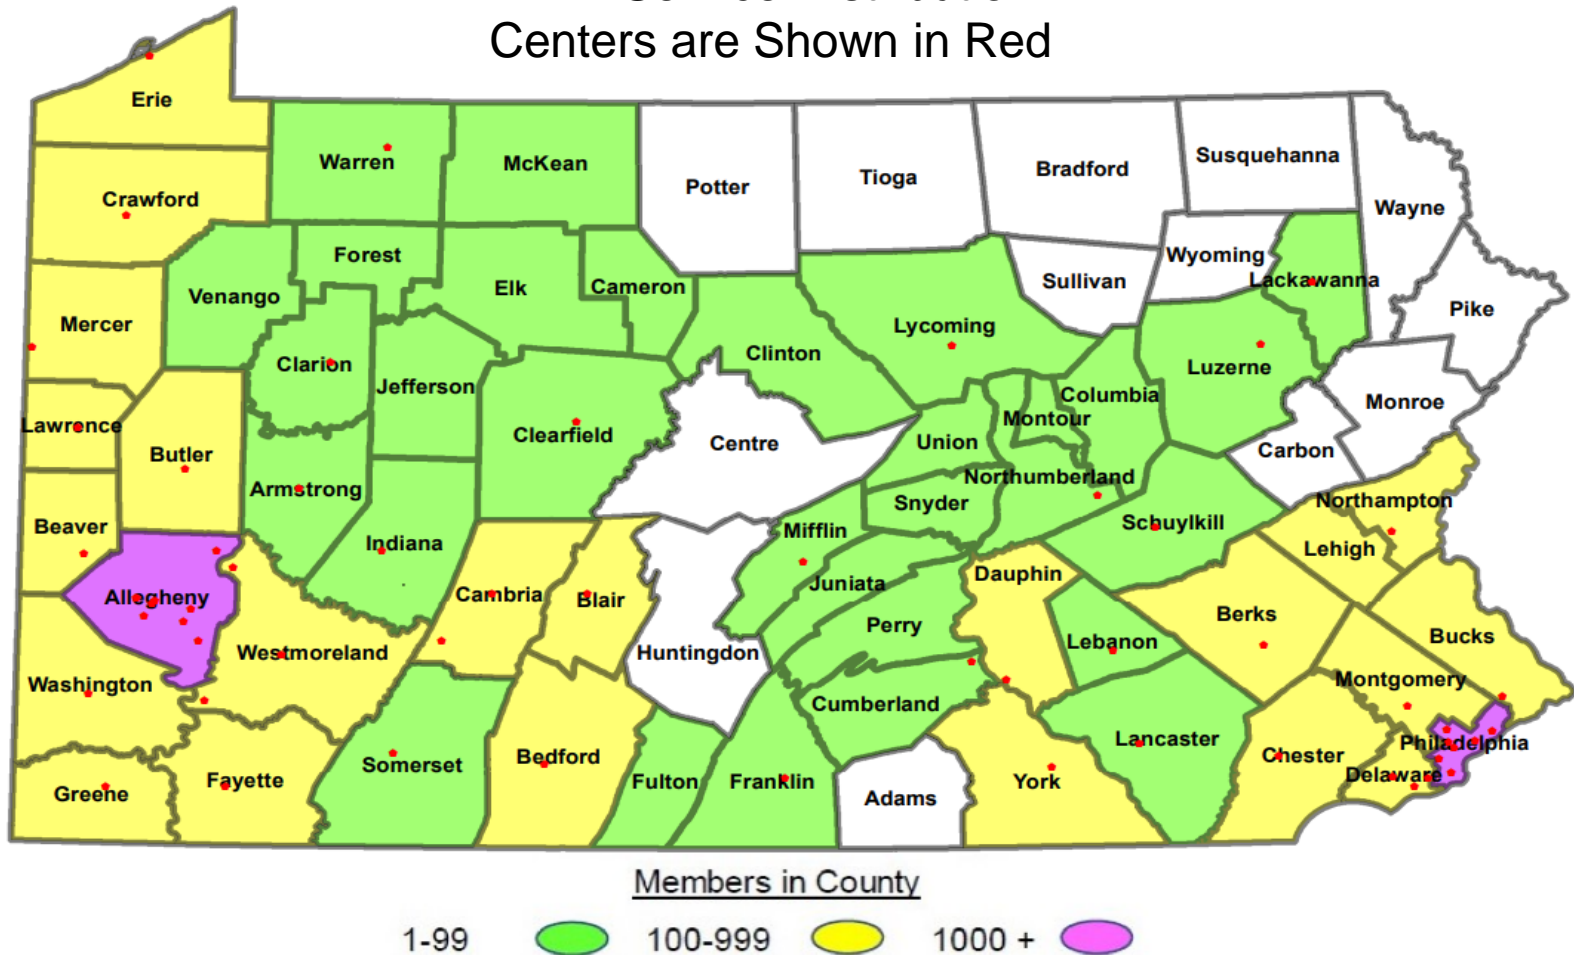 Centers are Shown in Red
Erie
Warren
McKean
Potter
Tioga
Bradford
Susquehanna
Wayne
Crawford
Forest
Venango
Elk
Cameron
Sullivan
Wyoming
Lackawanna
Pike
Mercer
Clarion
Jefferson
Clinton
Lycoming
Columbia
Luzerne
Monroe
Lawrence
Butler
Clearfield
Centre
Union
Montour
Carbon
Armstrong
Snyder
Northumberland
Northampton
Beaver
Indiana
Mifflin
Schuylkill
Lehigh
Allegheny
Cambria
Blair
Juniata
Dauphin
Berks
Bucks
Westmoreland
Huntingdon
Perry
Lebanon
Montgomery
Washington
Cumberland
Lancaster
Philadelphia
Greene
Fayette
Somerset
Bedford
Fulton
Franklin
Adams
York
Chester
Delaware
Members in County
1-99 100-999 1000 +